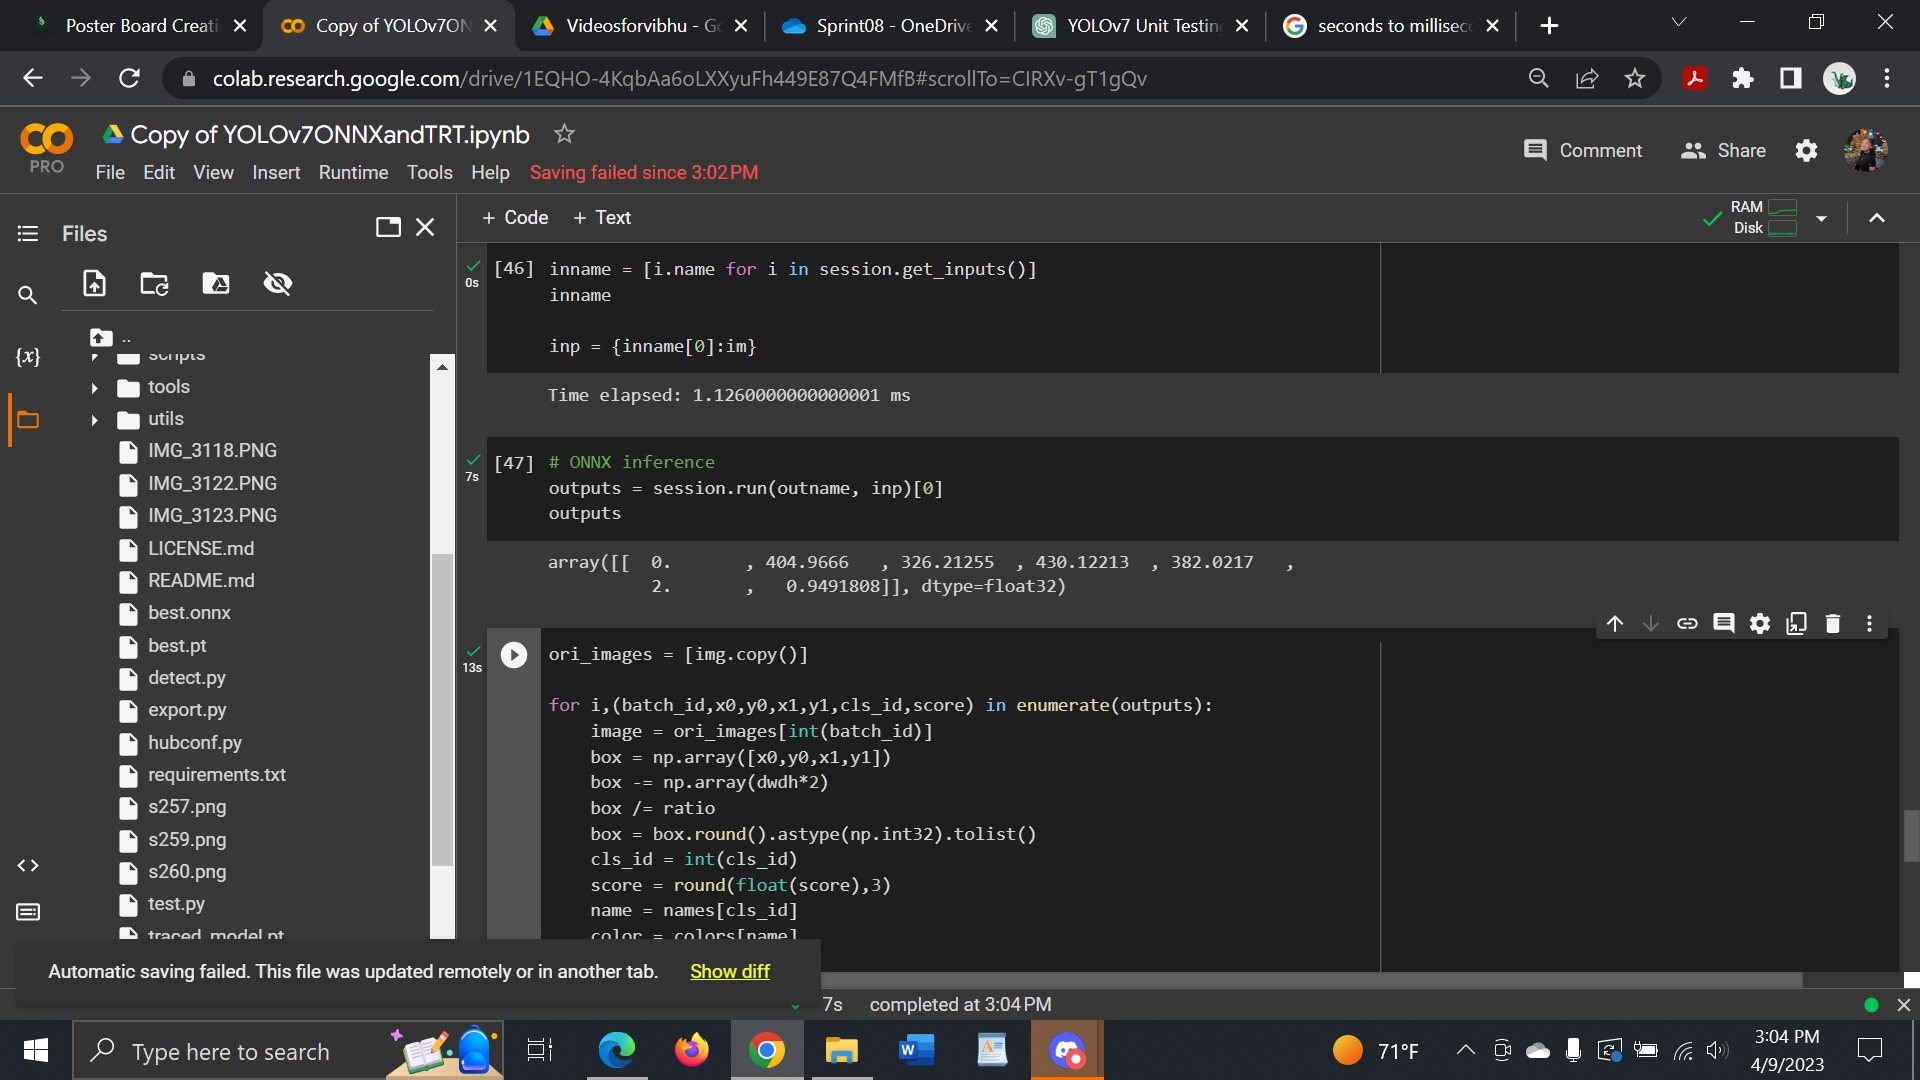 Poster Board Creati
Copy of YOLOv7ON
Videosforvibhu - Go
Sprint08 - OneDrive
YOLOv7 Unit Testing
seconds to millisecc
colab.research.google.com/drive/1EQHO-4KqbAa6oLXXyuFh449E87Q4FMfB#scrollTo=CIRXv-gT1gQv
PRO
Copy of YOLOv7ONNXandTRT.ipynb
File Edit View Insert Runtime Tools Help Saving failed since 3:02 PM
Comment
Share
Files
+ Code + Text
RAM
Disk
..
scripts
tools
utils
IMG_3118.PNG
IMG_3122.PNG
IMG_3123.PNG
LICENSE.md
README.md
best.onnx
best.pt
detect.py
export.py
hubconf.py
requirements.txt
s257.png
s259.png
s260.png
test.py
traced_model.pt
{x}
0s
[46] inname = [i.name for i in session.get_inputs()]
inname
inp = {inname[0]:im}
Time elapsed: 1.1260000000000001 ms
7s
[47] # ONNX inference
outputs = session.run(outname, inp)[0]
outputs
array([[  0.       , 404.9666   , 326.21255  , 430.12213  , 382.0217   ,
2.       ,   0.9491808]], dtype=float32)
13s
ori_images = [img.copy()]
for i,(batch_id,x0,y0,x1,y1,cls_id,score) in enumerate(outputs):
image = ori_images[int(batch_id)]
box = np.array([x0,y0,x1,y1])
box -= np.array(dwdh*2)
box /= ratio
box = box.round().astype(np.int32).tolist()
cls_id = int(cls_id)
score = round(float(score),3)
name = names[cls_id]
color = colors[name]
Automatic saving failed. This file was updated remotely or in another tab. Show diff
7s completed at 3:04 PM
Type here to search
71°F
3:04 PM
4/9/2023